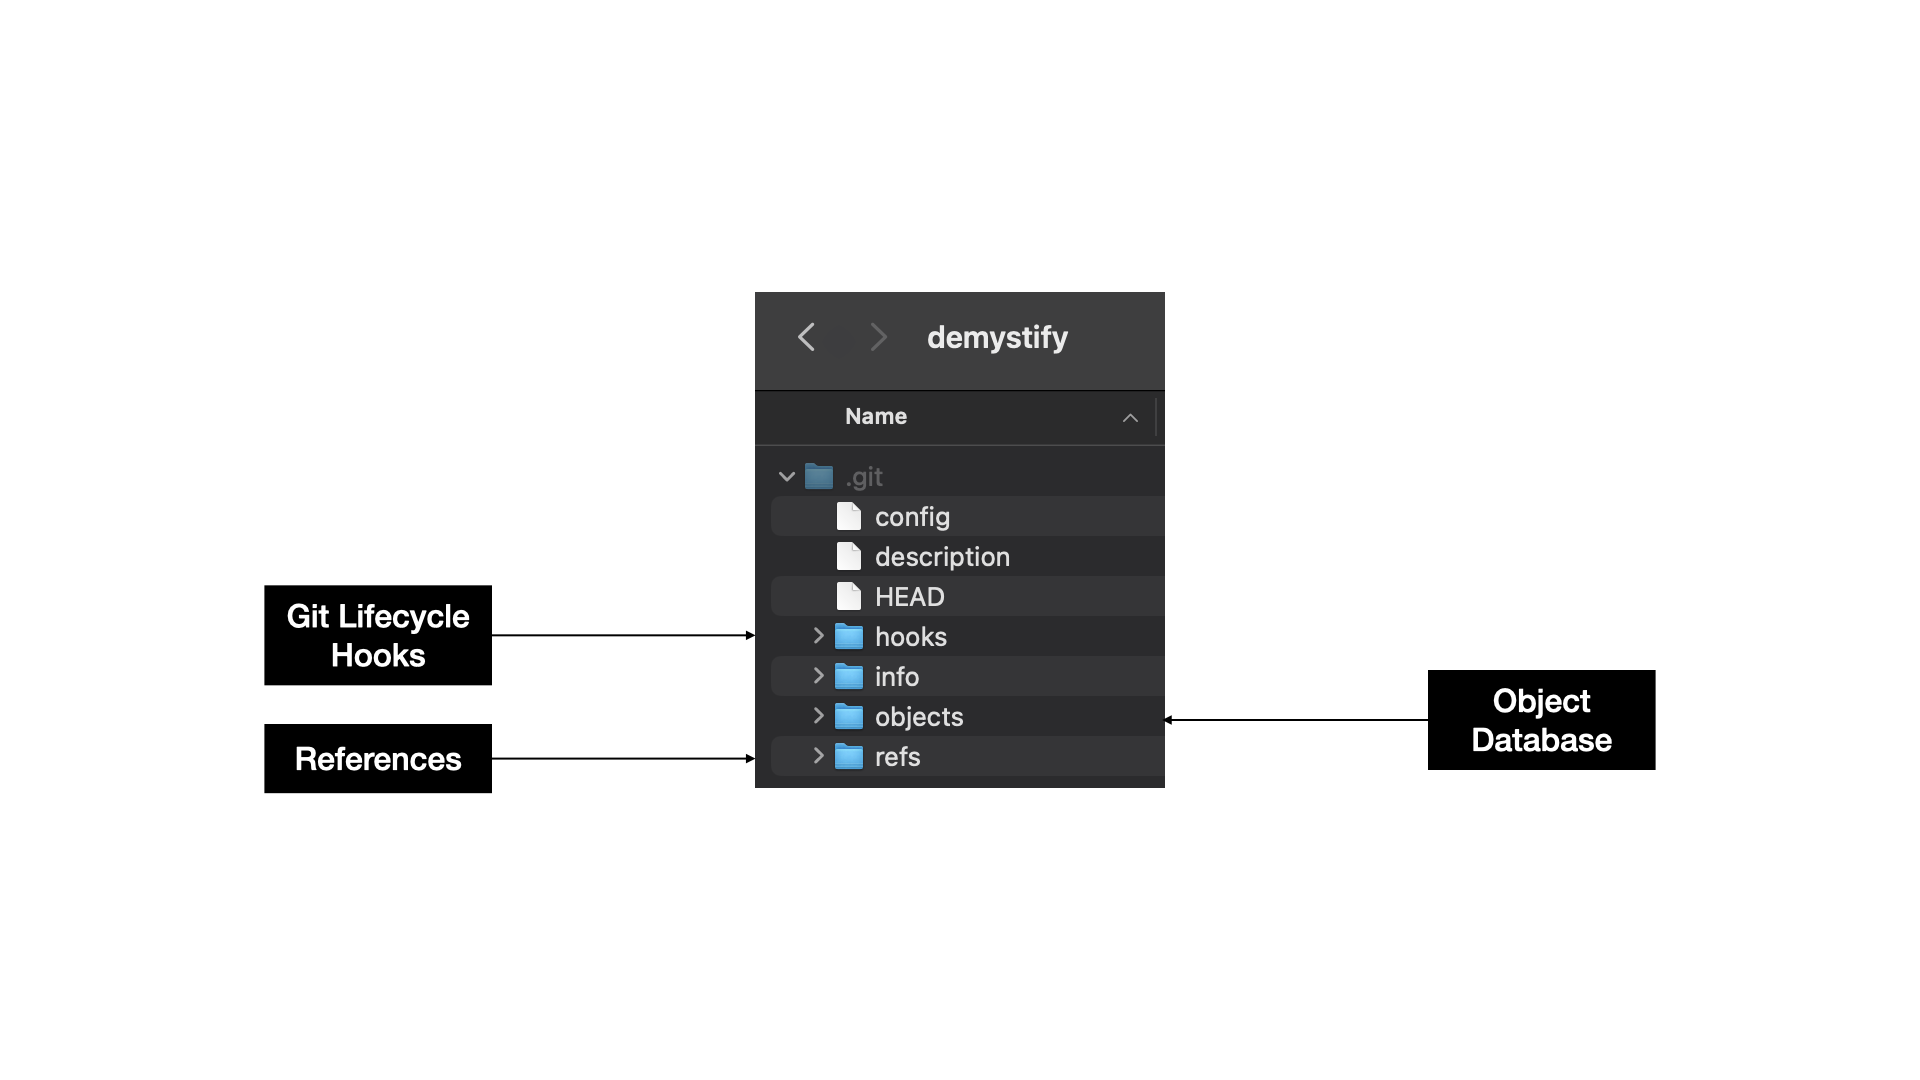 demystify
Name
.git
config
description
HEAD
hooks
info
objects
refs
Git Lifecycle
Hooks
References
Object
Database